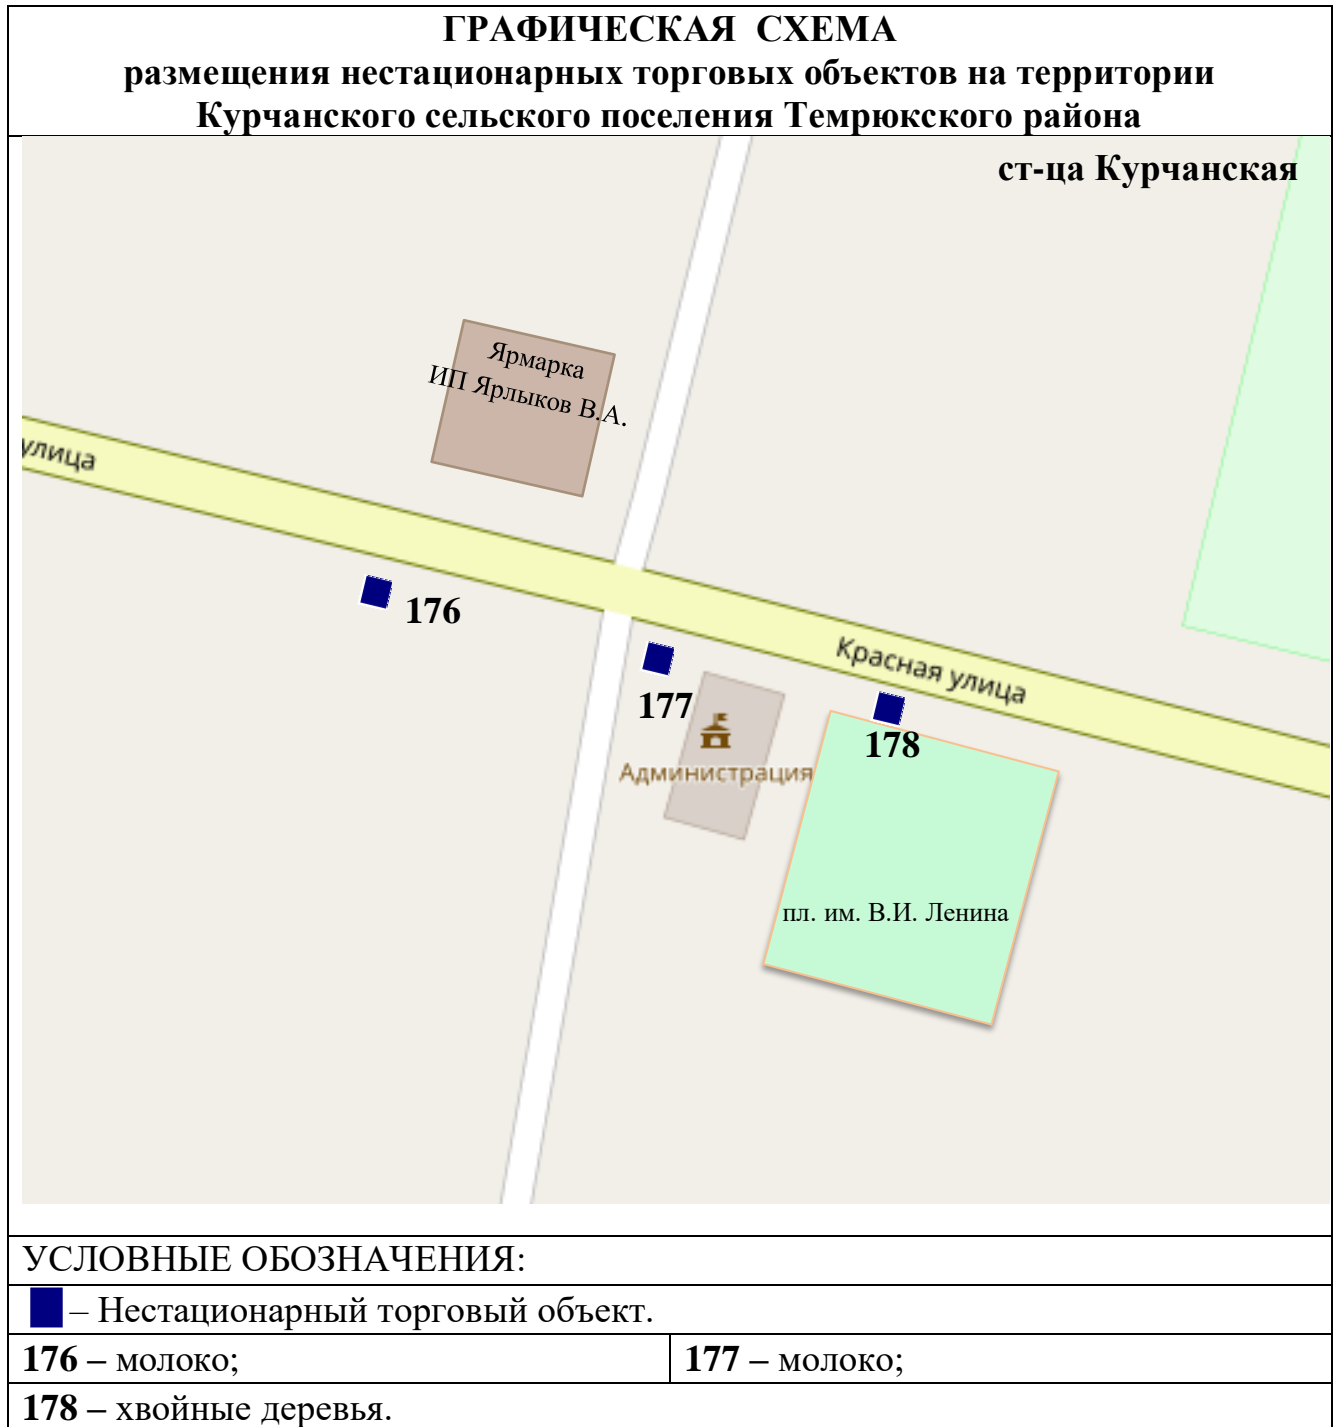 ГРАФИЧЕСКАЯ СХЕМА
размещения нестационарных торговых объектов на территории
Курчанского сельского поселения Темрюкского района
ст-ца Курчанская
Ярмарка
ИП Ярлыков В.А.
улица
176
Красная улица
177
178
Администрация
пл. им. В.И. Ленина
УСЛОВНЫЕ ОБОЗНАЧЕНИЯ:
– Нестационарный торговый объект.
176 – молоко;
177 – молоко;
178 – хвойные деревья.